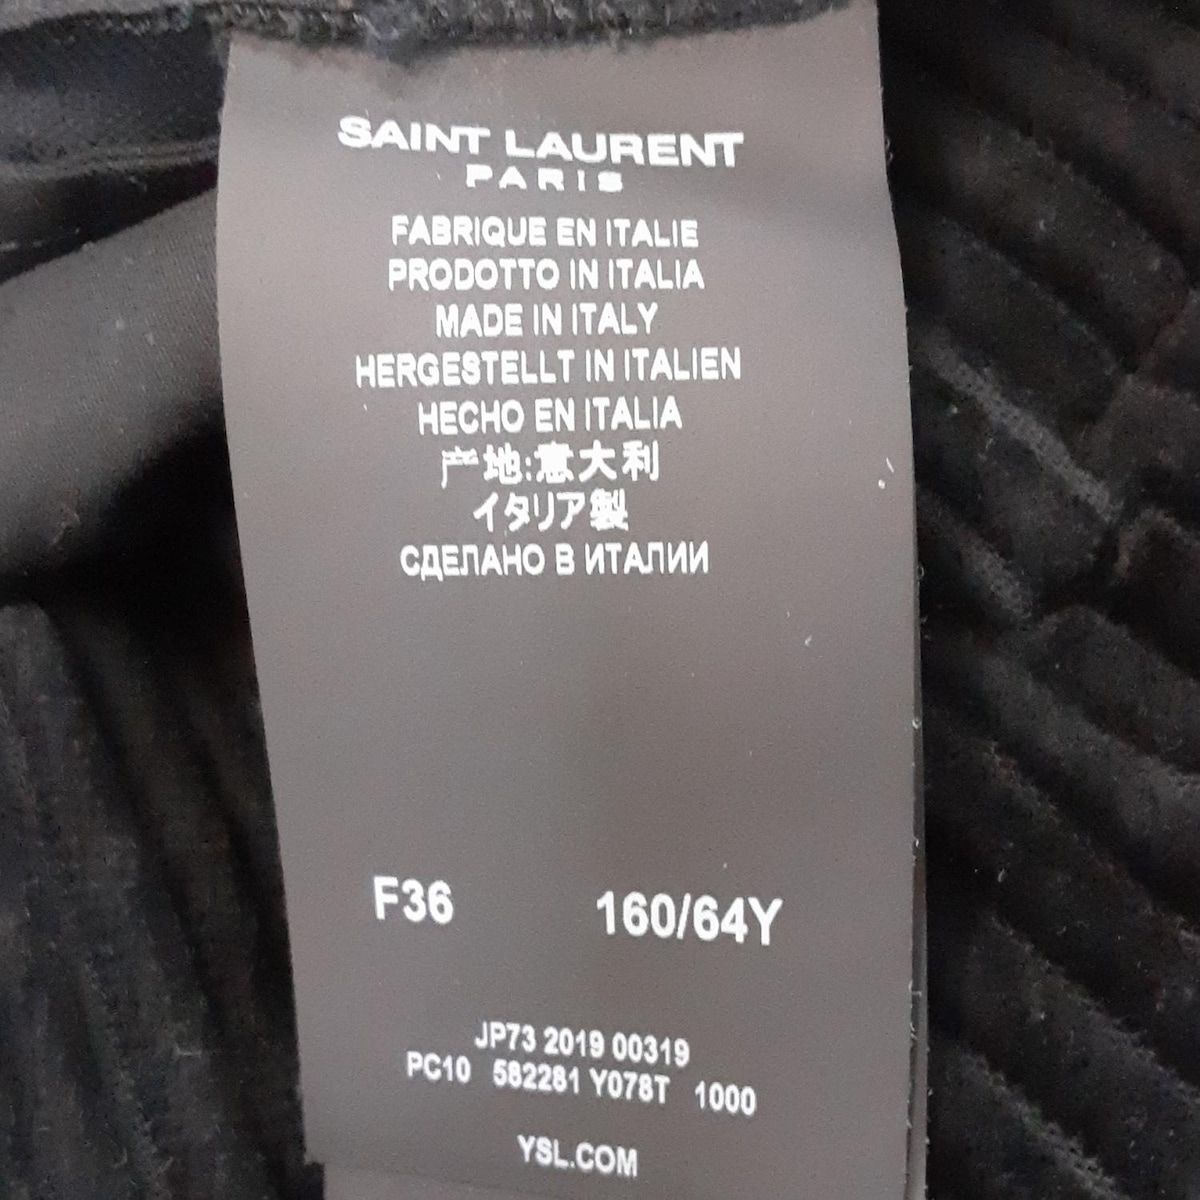 SAINT LAURENT
PARIS
FABRIQUE EN ITALIE
PRODOTTO IN ITALIA
MADE IN ITALY
HERGESTELLT IN ITALIEN
HECHO EN ITALIA
产地:意大利
イタリア製
СДЕЛАНО В ИТАЛИИ
F36 160/64Y
JP73 2019 00319
PC10 582281 Y078T 1000
YSL.COM